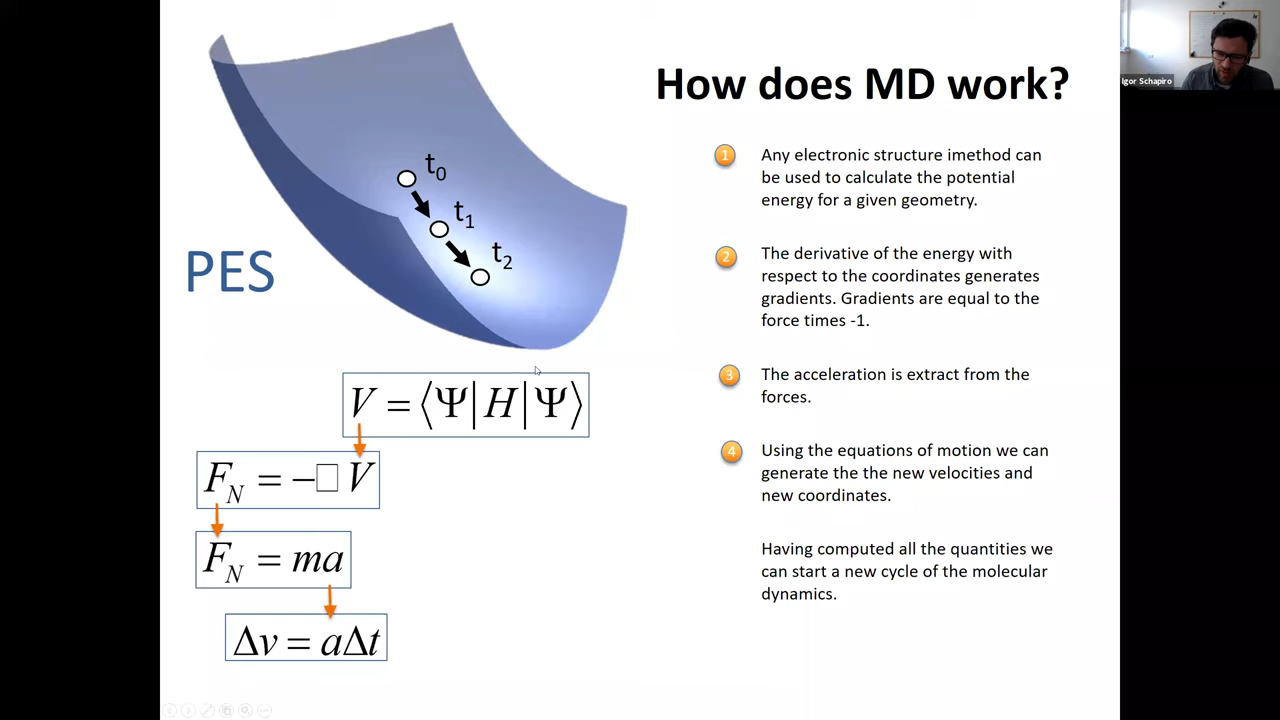 How does MD work?
Igor Schapiro
t0
t1
t2
PES
1
Any electronic structure imethod can
be used to calculate the potential
energy for a given geometry.
2
The derivative of the energy with
respect to the coordinates generates
gradients. Gradients are equal to the
force times -1.
3
The acceleration is extract from the
forces.
4
Using the equations of motion we can
generate the the new velocities and
new coordinates.
Having computed all the quantities we
can start a new cycle of the molecular
dynamics.
V = ⟨Ψ|H|Ψ⟩
F_N = −□ V
F_N = ma
Δv = aΔt